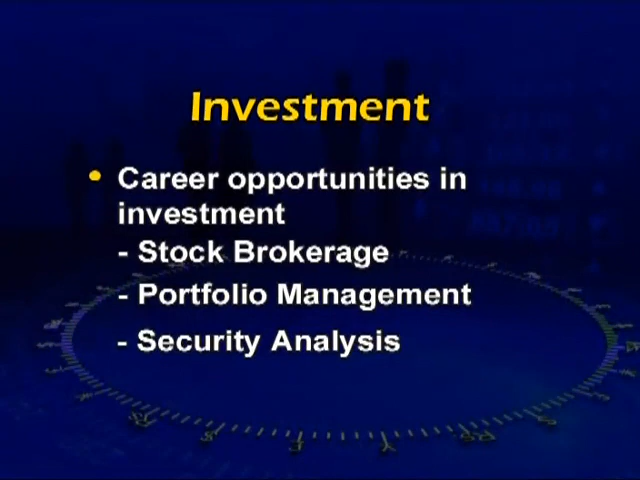 Investment
• Career opportunities in
investment
- Stock Brokerage
- Portfolio Management
- Security Analysis